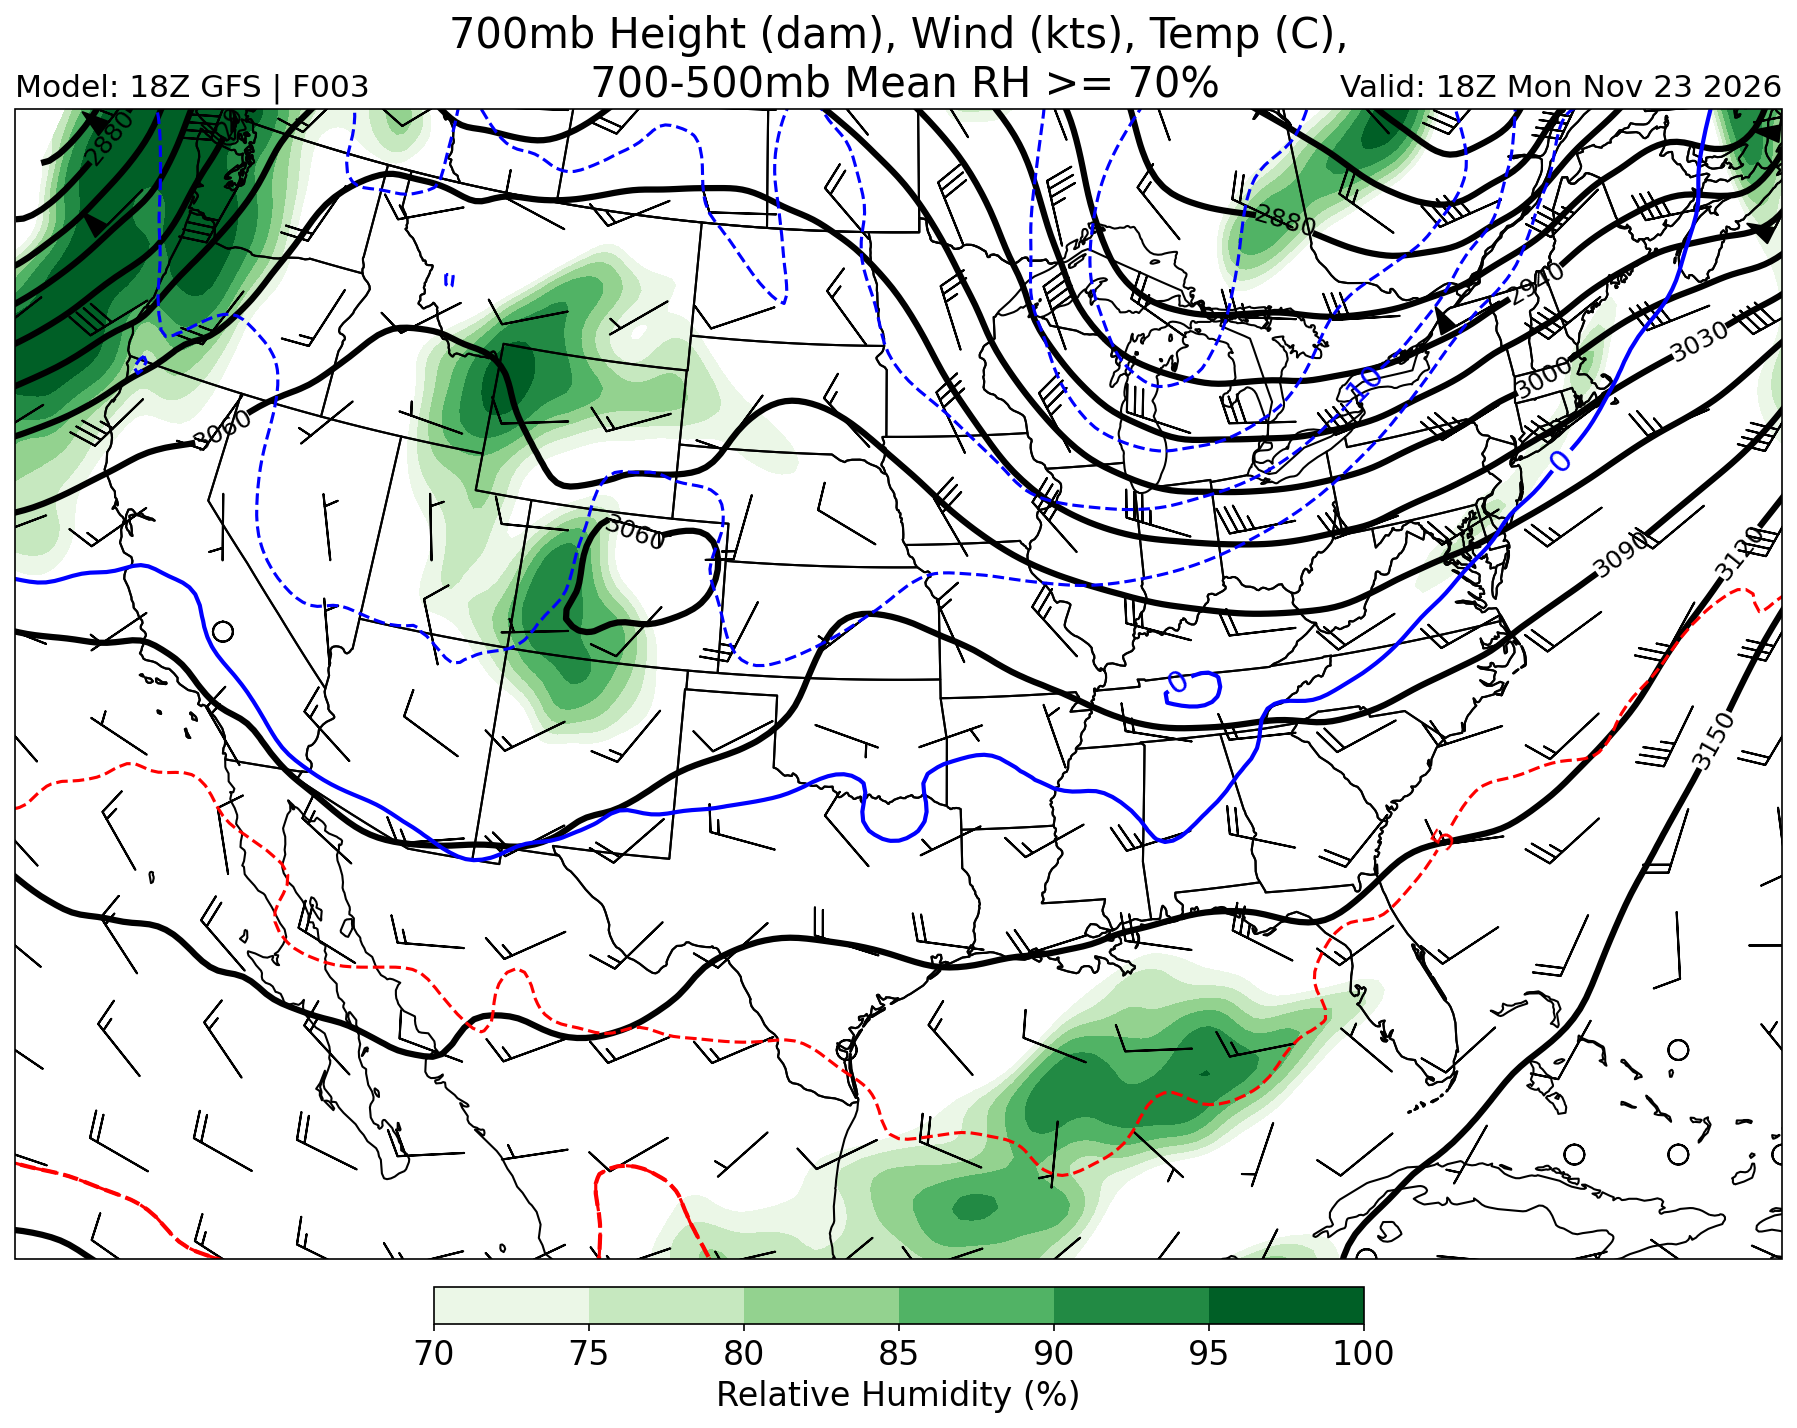 700mb Height (dam), Wind (kts), Temp (C),
700-500mb Mean RH >= 70%
Model: 18Z GFS | F003
Valid: 18Z Mon Nov 23 2026
2880
2880
2940
3030
3000
-10
3060
0
3060
3090
3120
0
3150
5
70 75 80 85 90 95 100
Relative Humidity (%)